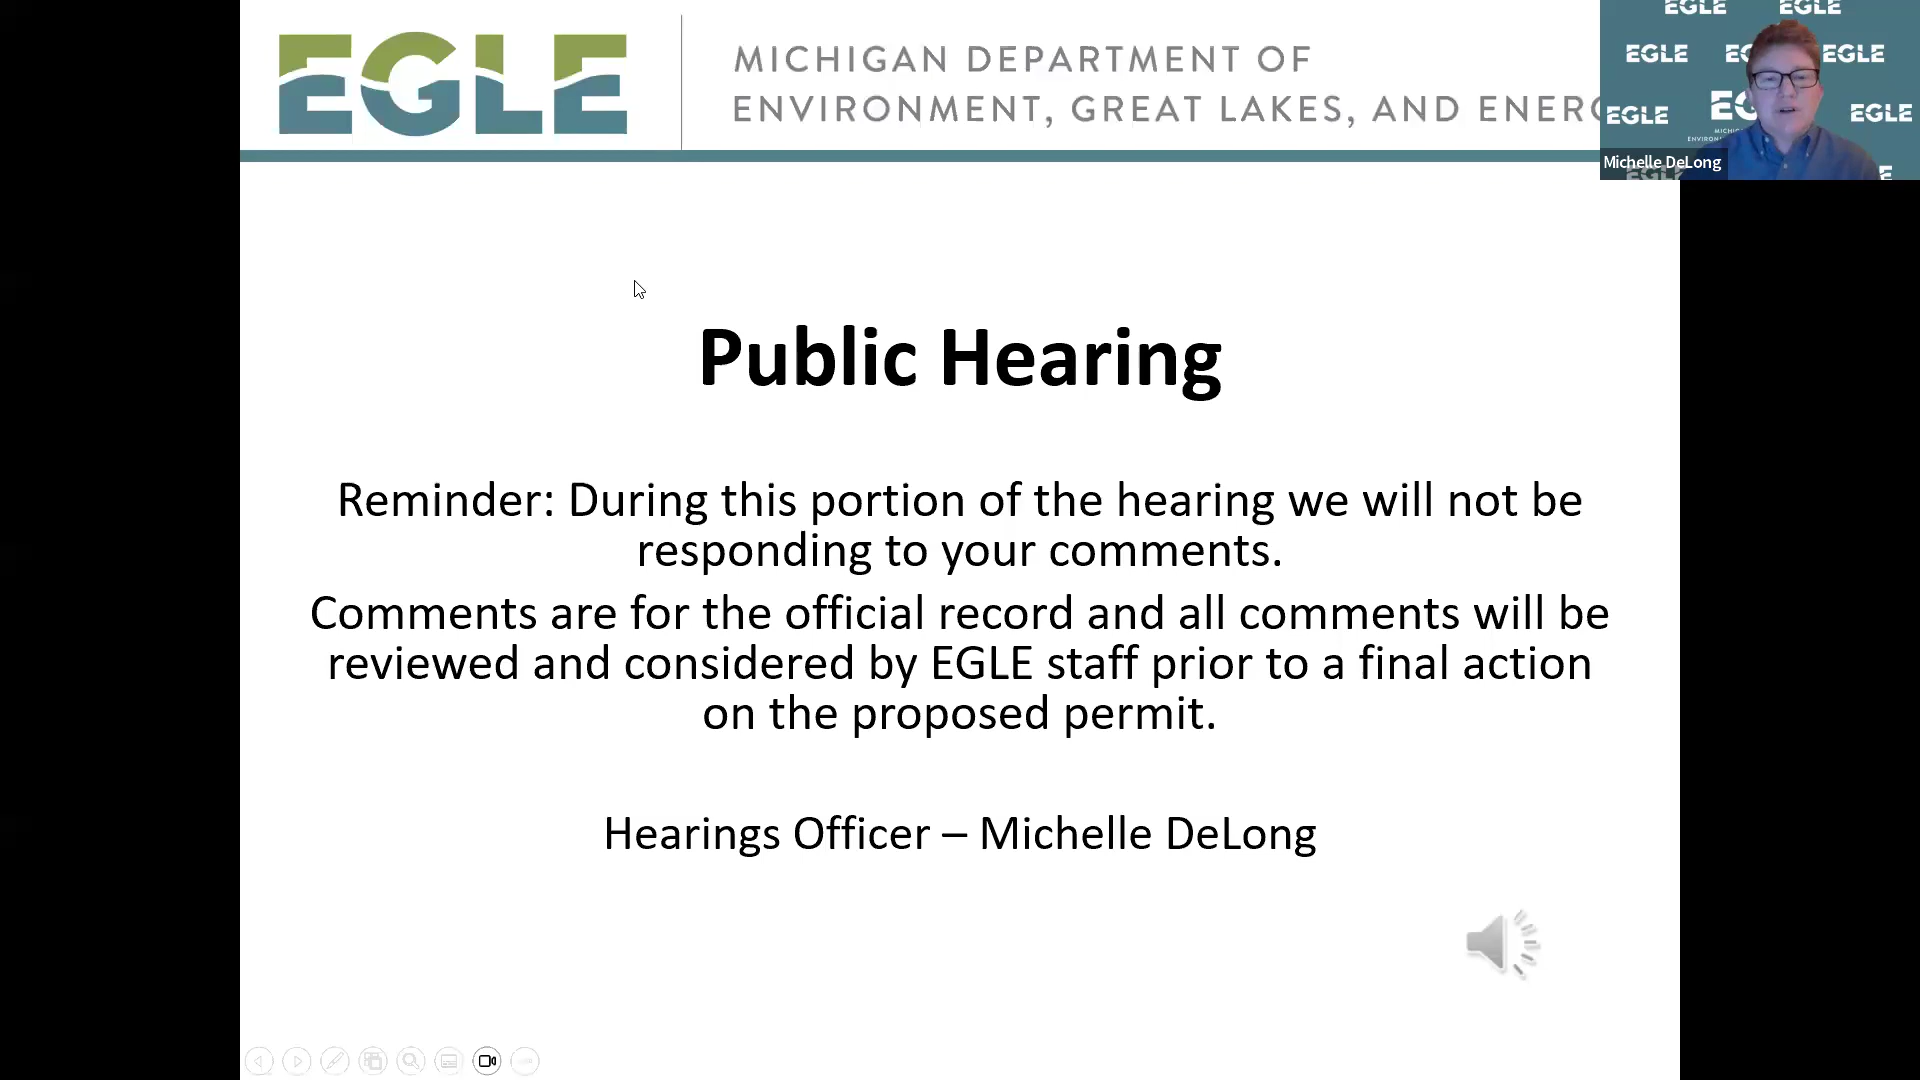 EGLE
MICHIGAN DEPARTMENT OF
ENVIRONMENT, GREAT LAKES, AND
EGLE EGLE
EGLE EGLE
EGLE EGLE
Michelle DeLong
Public Hearing
Reminder: During this portion of the hearing we will not be
responding to your comments.
Comments are for the official record and all comments will be
reviewed and considered by EGLE staff prior to a final action
on the proposed permit.
Hearings Officer – Michelle DeLong